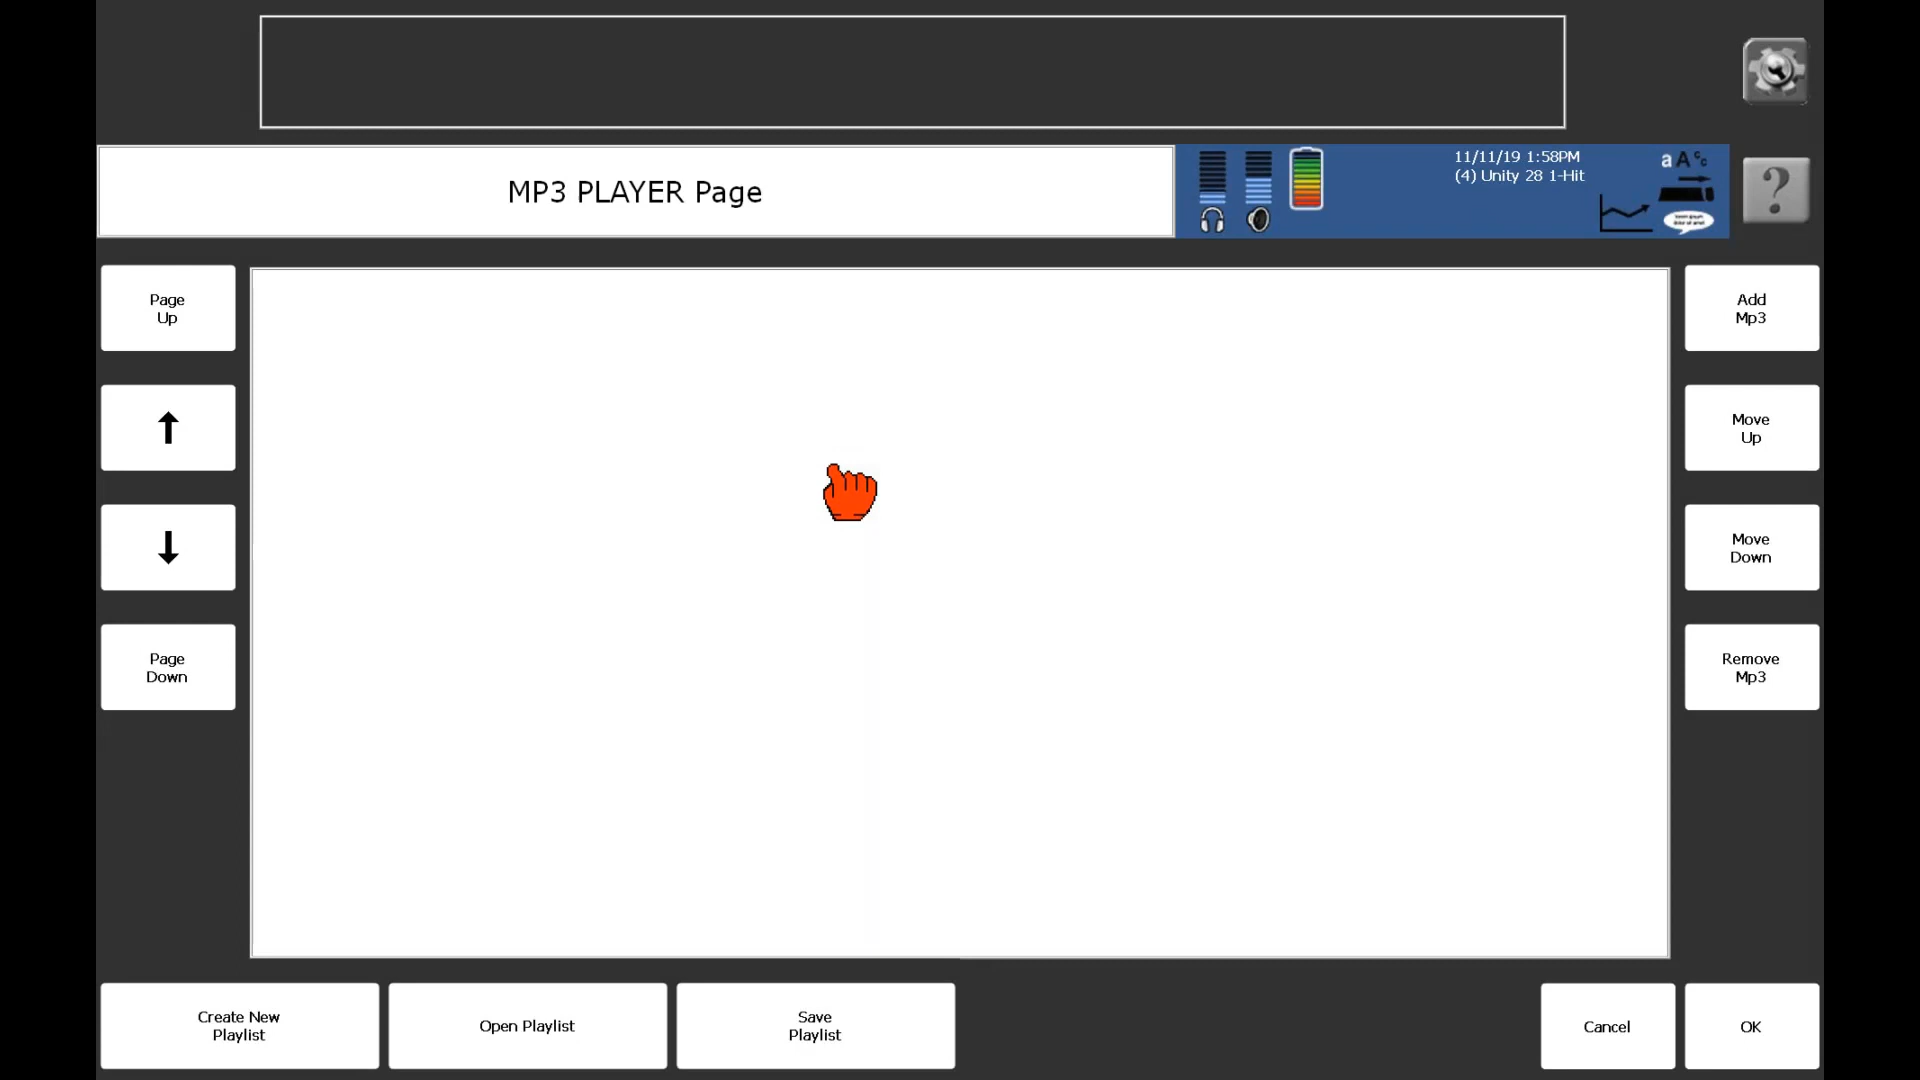 11/11/19 1:58PM
(4) Unity 28 1-Hit
aA
MP3 PLAYER Page
?
Page
Up
Add
Mp3
Move
Up
Move
Down
Page
Down
Remove
Mp3
Create New
Playlist
Open Playlist
Save
Playlist
Cancel
OK